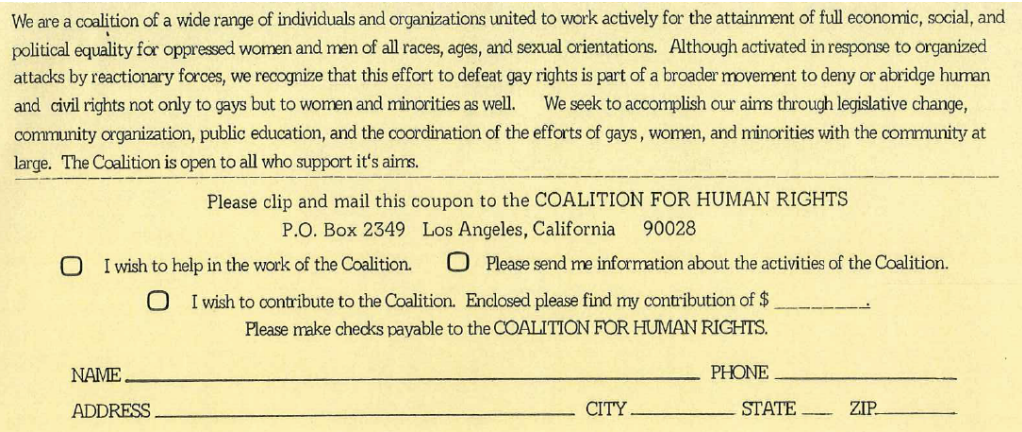 We are a coalition of a wide range of individuals and organizations united to work actively for the attainment of full economic, social, and
political equality for oppressed women and men of all races, ages, and sexual orientations. Although activated in response to organized
attacks by reactionary forces, we recognize that this effort to defeat gay rights is part of a broader movement to deny or abridge human
and civil rights not only to gays but to women and minorities as well. We seek to accomplish our aims through legislative change,
community organization, public education, and the coordination of the efforts of gays, women, and minorities with the community at
large. The Coalition is open to all who support it's aims.
Please clip and mail this coupon to the COALITION FOR HUMAN RIGHTS
P.O. Box 2349 Los Angeles, California 90028
I wish to help in the work of the Coalition. Please send me information about the activities of the Coalition.
I wish to contribute to the Coalition. Enclosed please find my contribution of $ ________.
Please make checks payable to the COALITION FOR HUMAN RIGHTS.
NAME ________ PHONE ________
ADDRESS ________ CITY ________ STATE ____ ZIP ________